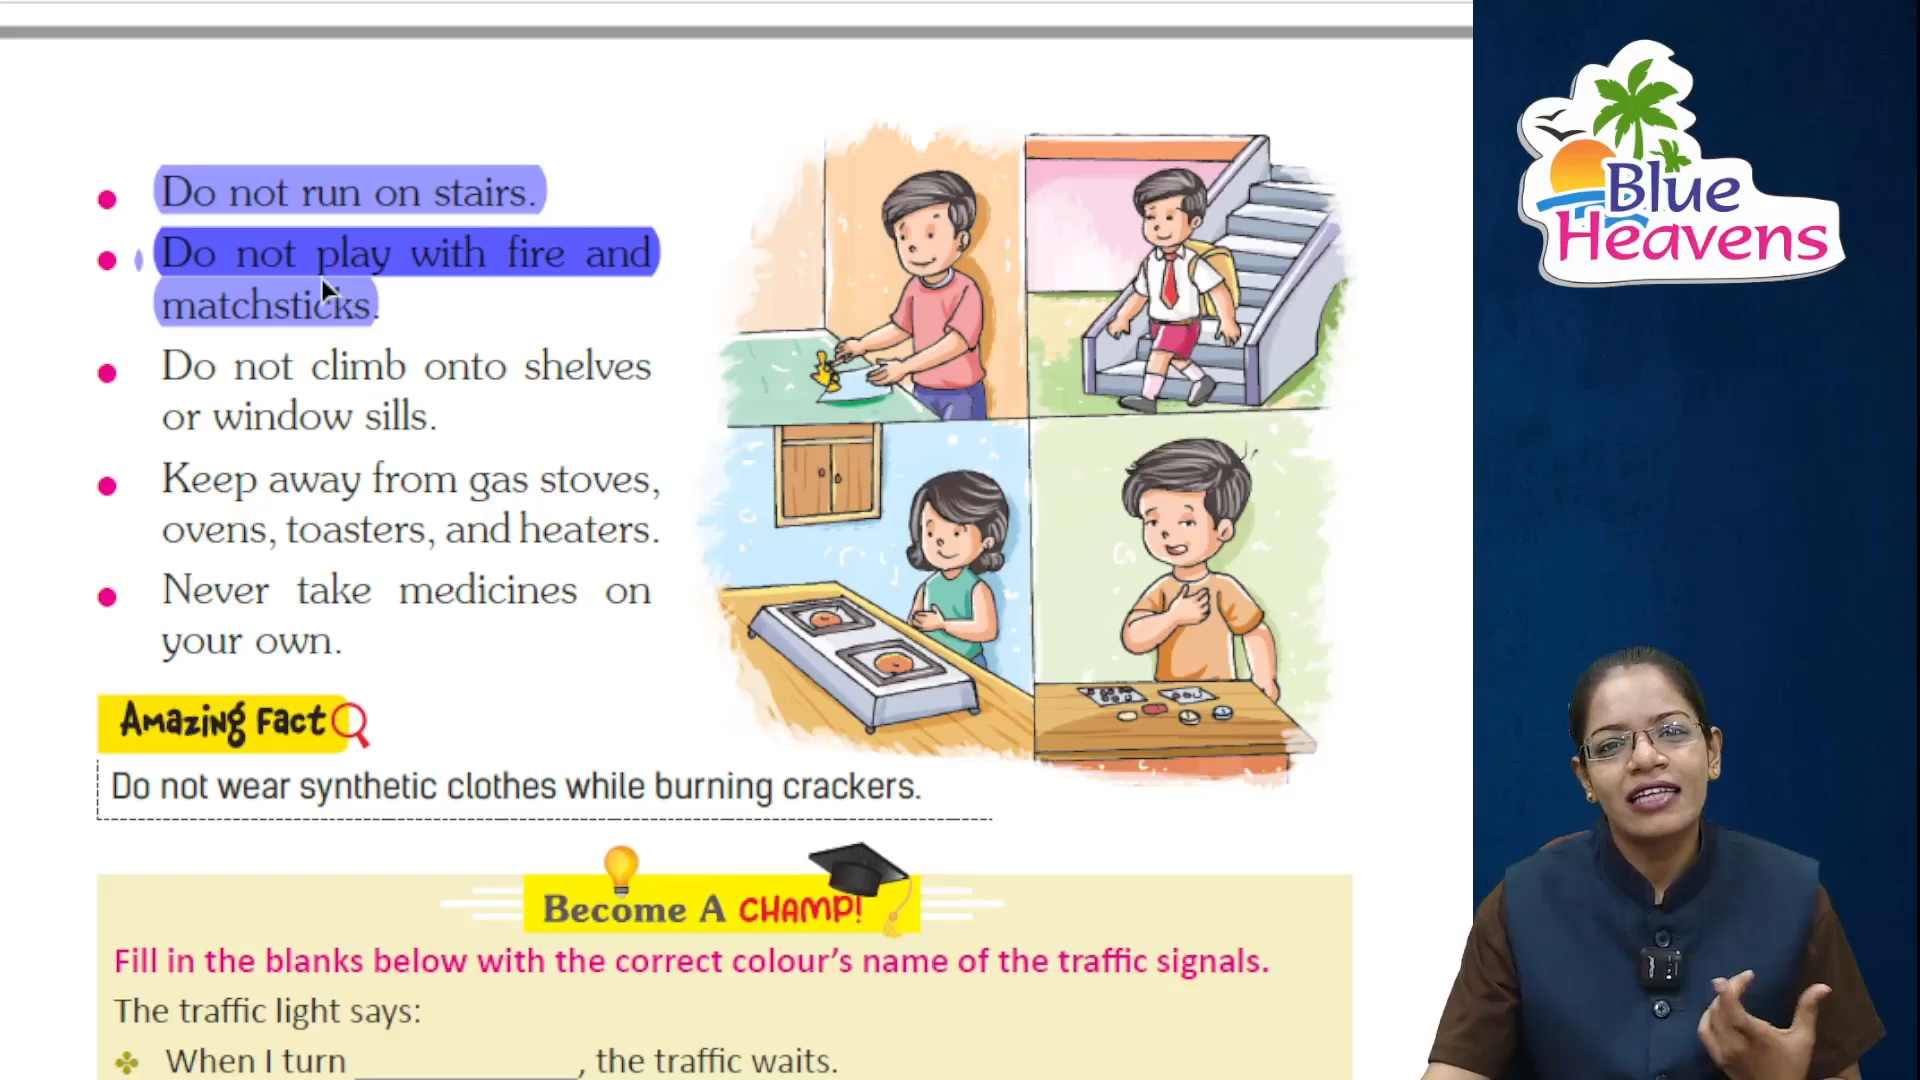 Do not run on stairs.
Do not play with fire and
matchsticks.
Do not climb onto shelves
or window sills.
Keep away from gas stoves,
ovens, toasters, and heaters.
Never take medicines on
your own.
Amazing Fact
Do not wear synthetic clothes while burning crackers.
Become A CHAMP!
Fill in the blanks below with the correct colour's name of the traffic signals.
The traffic light says:
When I turn ____________, the traffic waits.
Blue
Heavens